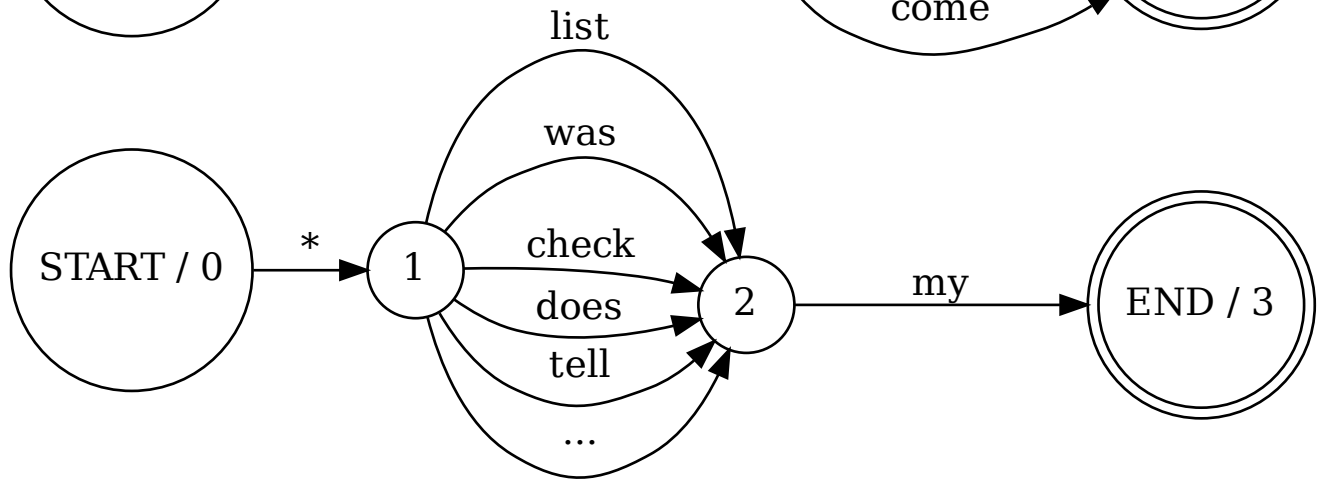 come
list
was
START / 0
*
1
check
does
tell
...
2
my
END / 3